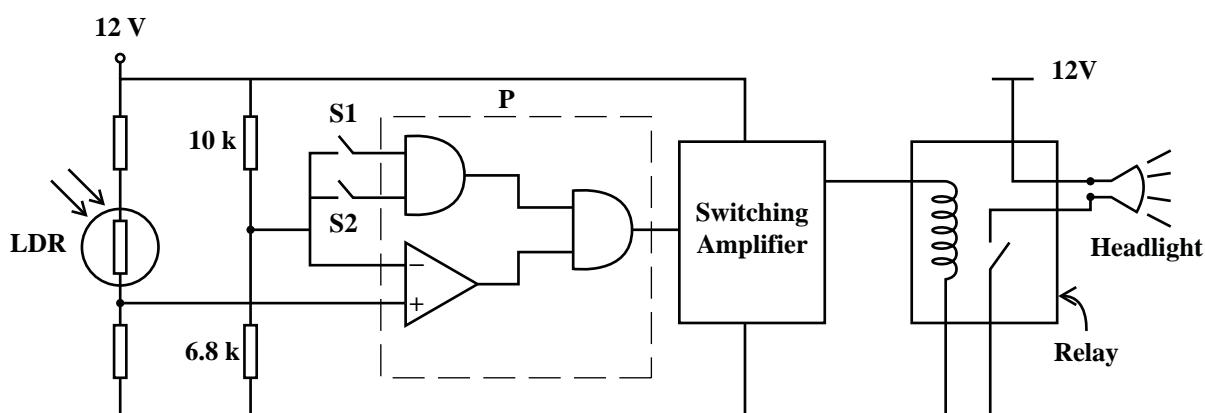 12 V
12V
P
S1
10 k
S2
LDR
Switching
Amplifier
Headlight
−
+
6.8 k
Relay